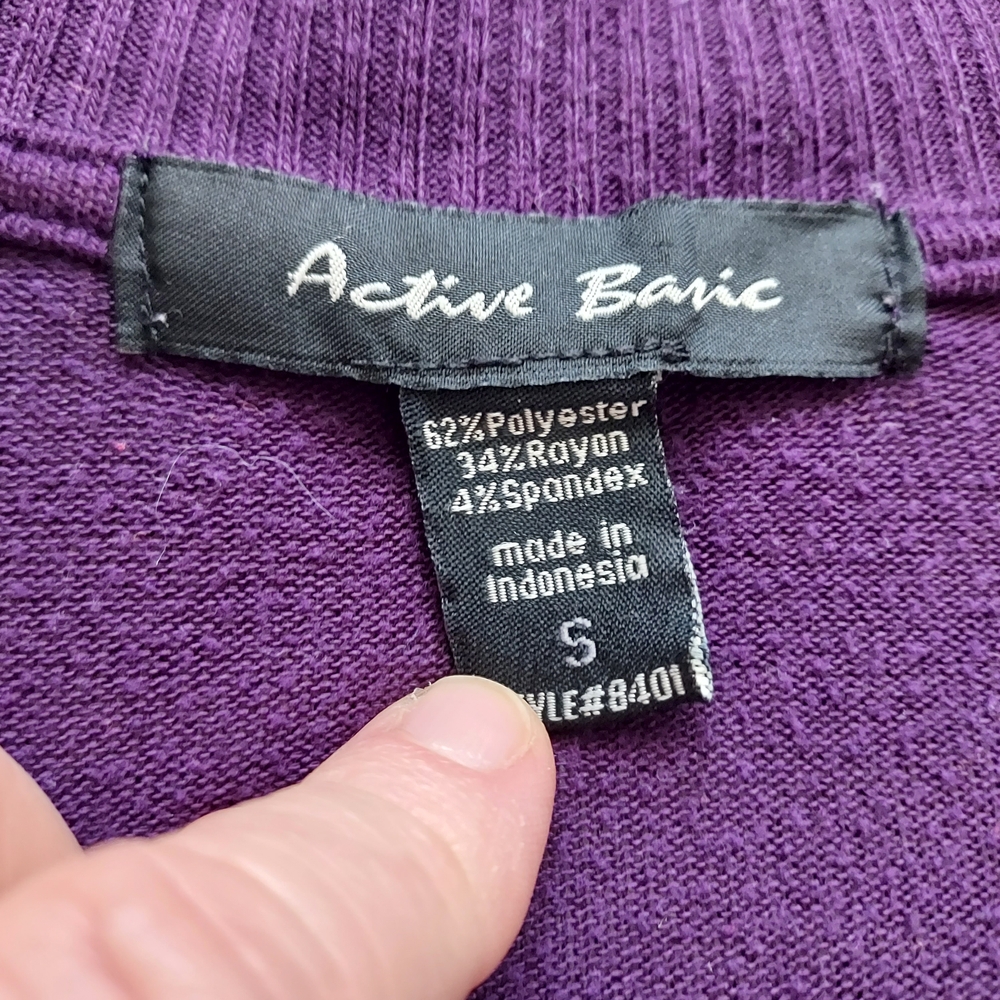 Active Basic
62%Polyester
34%Rayon
4%Spandex
made in
Indonesia
S
YLE#8401